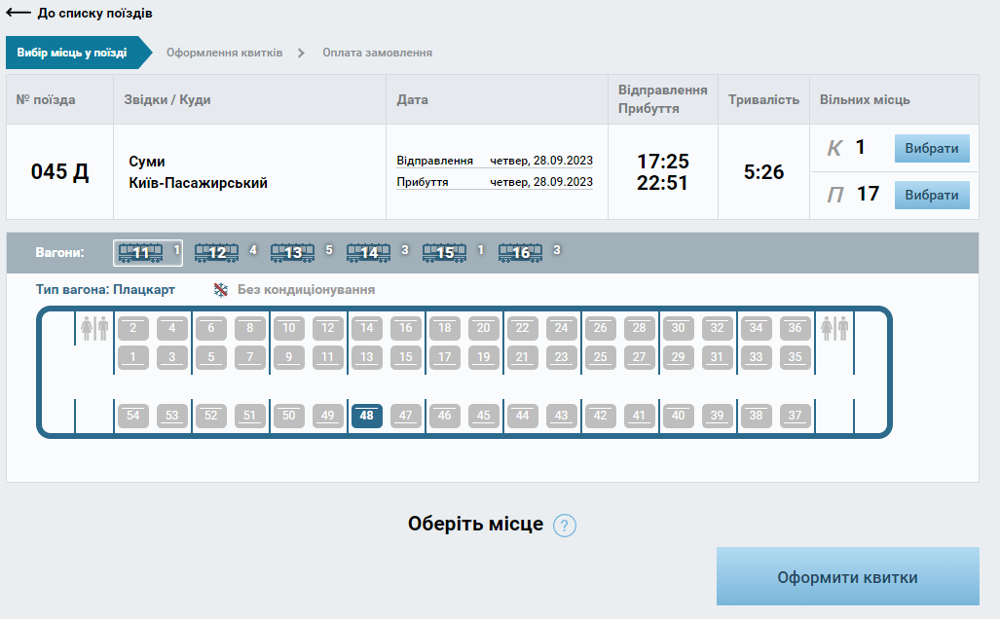 До списку поїздів
Вибір місць у поїзді Оформлення квитків Оплата замовлення
№ поїзда Звідки / Куди Дата Відправлення Прибуття Тривалість Вільних місць
045 Д
Суми
Київ-Пасажирський
Відправлення четвер, 28.09.2023
Прибуття четвер, 28.09.2023
17:25
22:51
5:26
К 1 Вибрати
П 17 Вибрати
Вагони: 11 1 12 4 13 5 14 3 15 1 16 3
Тип вагона: Плацкарт Без кондиціонування
2 4 6 8 10 12 14 16 18 20 22 24 26 28 30 32 34 36
1 3 5 7 9 11 13 15 17 19 21 23 25 27 29 31 33 35
54 53 52 51 50 49 48 47 46 45 44 43 42 41 40 39 38 37
Оберіть місце ?
Оформити квитки